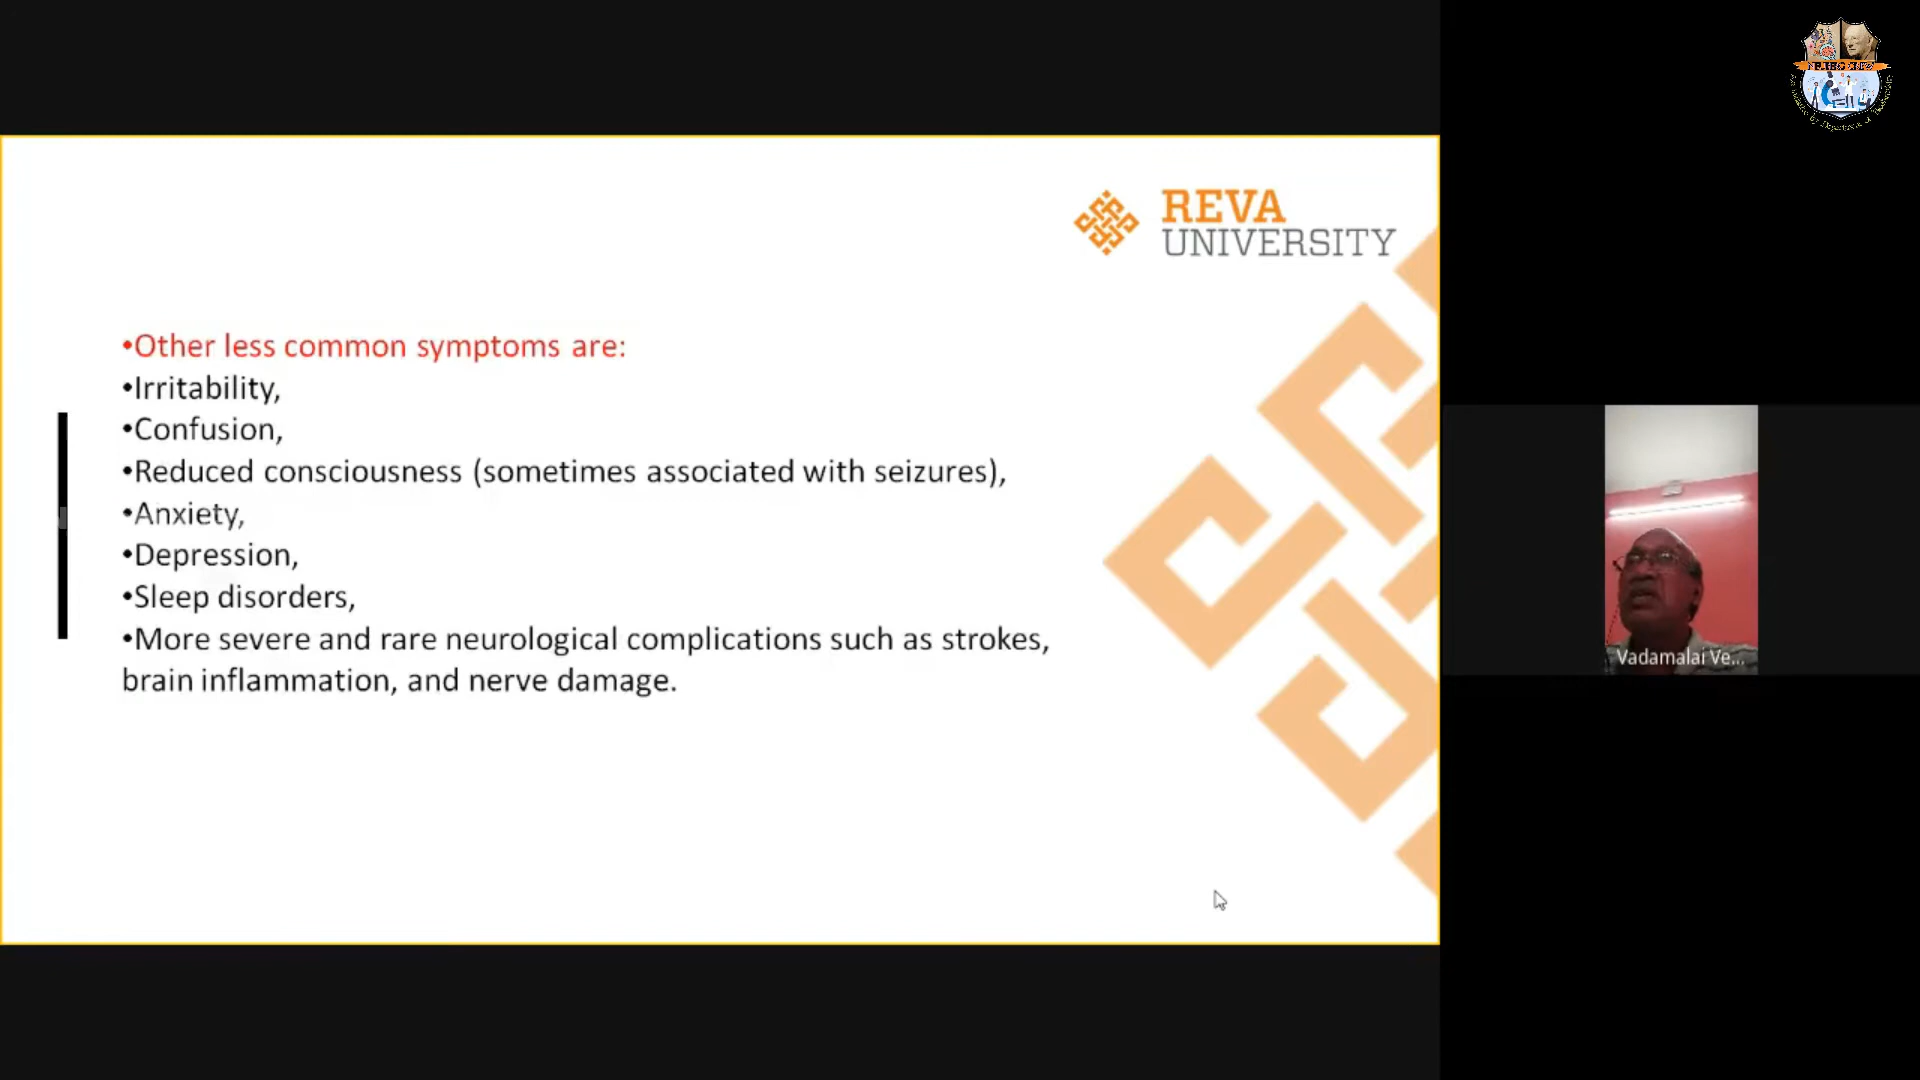 REVA
UNIVERSITY
•Other less common symptoms are:
•Irritability,
•Confusion,
•Reduced consciousness (sometimes associated with seizures),
•Anxiety,
•Depression,
•Sleep disorders,
•More severe and rare neurological complications such as strokes,
brain inflammation, and nerve damage.
Vadamalai Ve...